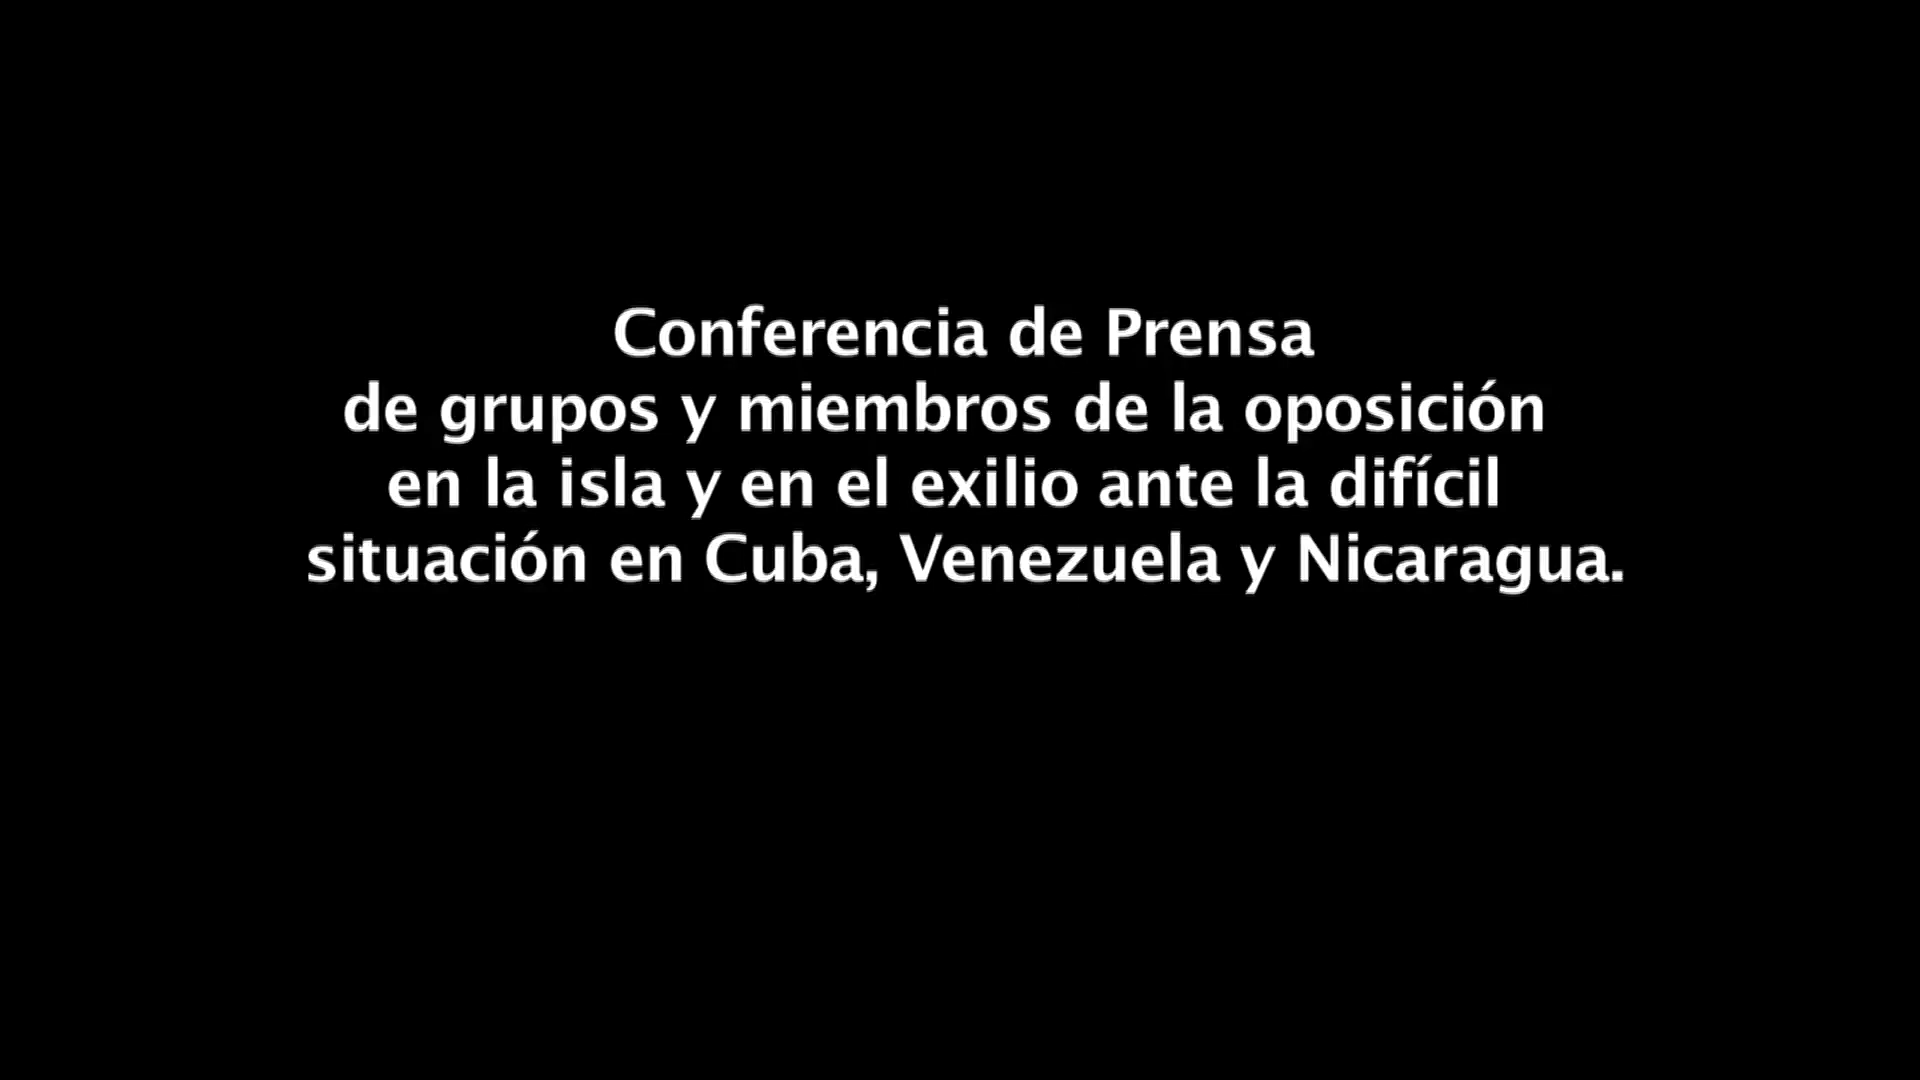 Conferencia de Prensa
de grupos y miembros de la oposición
en la isla y en el exilio ante la difícil
situación en Cuba, Venezuela y Nicaragua.